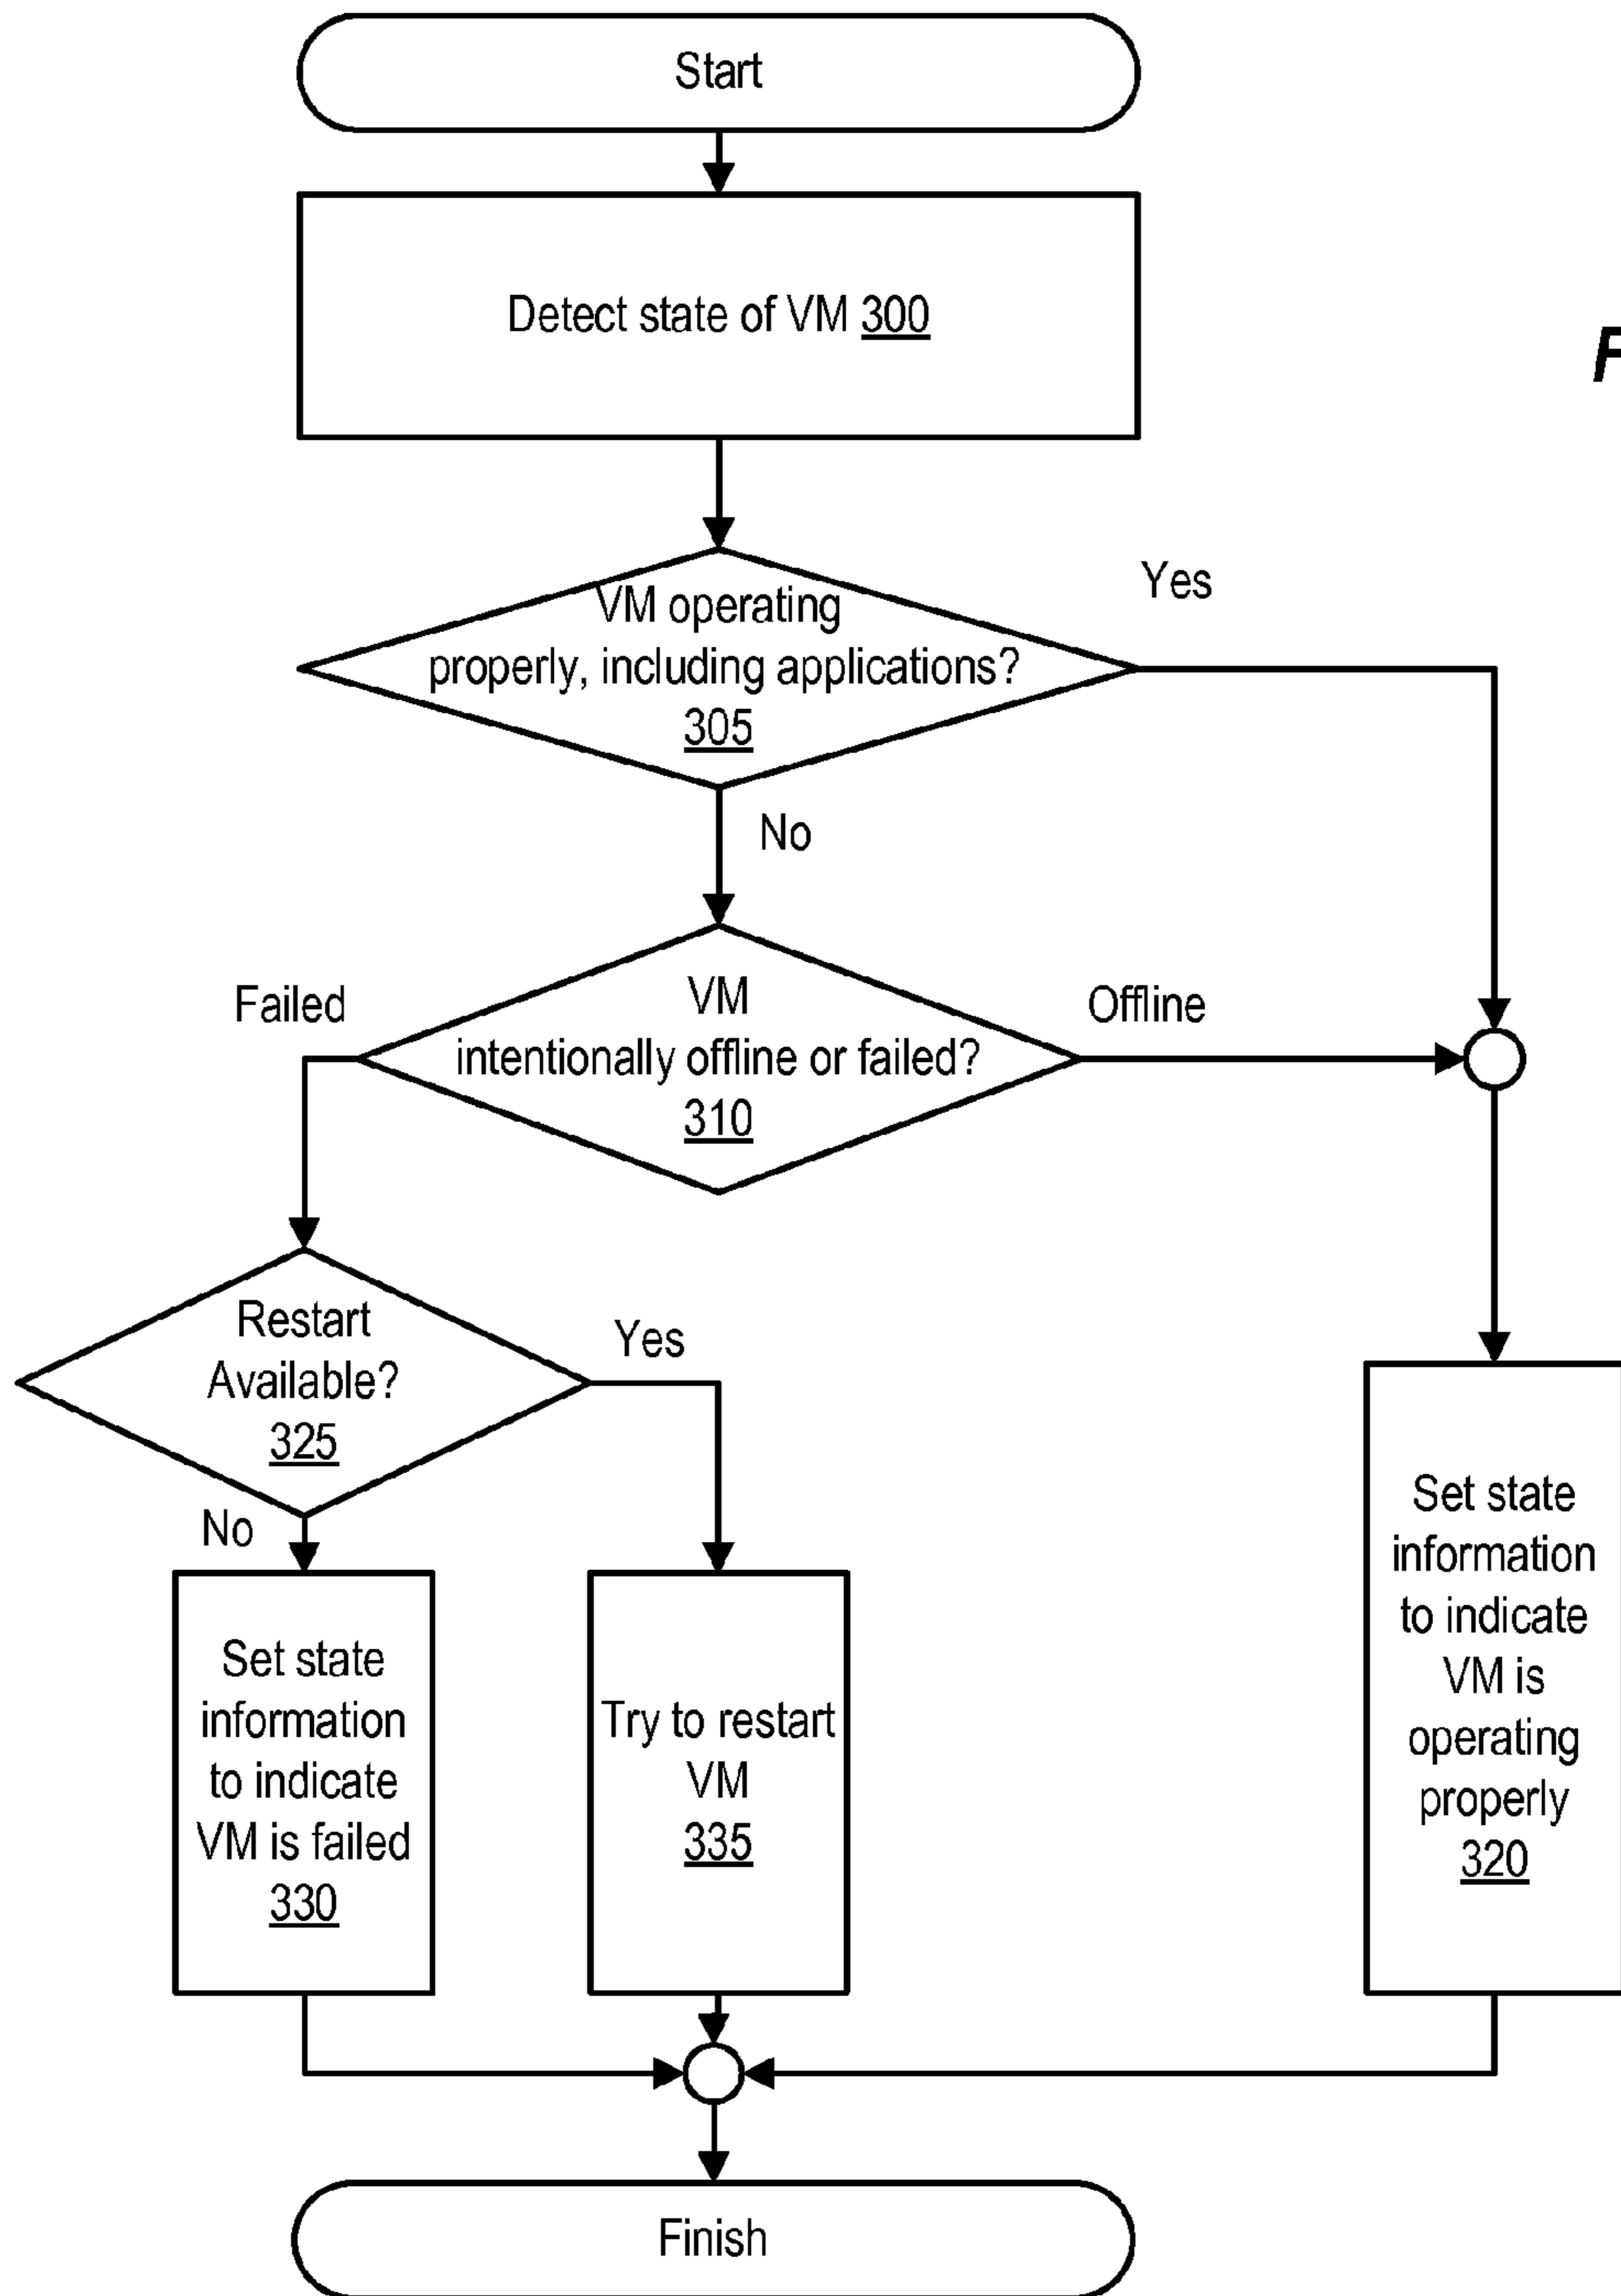 Start
Detect state of VM 300
F
VM operating
properly, including applications?
305
Yes
No
VM
intentionally offline or failed?
310
Failed
Offline
Restart
Available?
325
Yes
No
Set state
information
to indicate
VM is failed
330
Try to restart
VM
335
Set state
information
to indicate
VM is
operating
properly
320
Finish